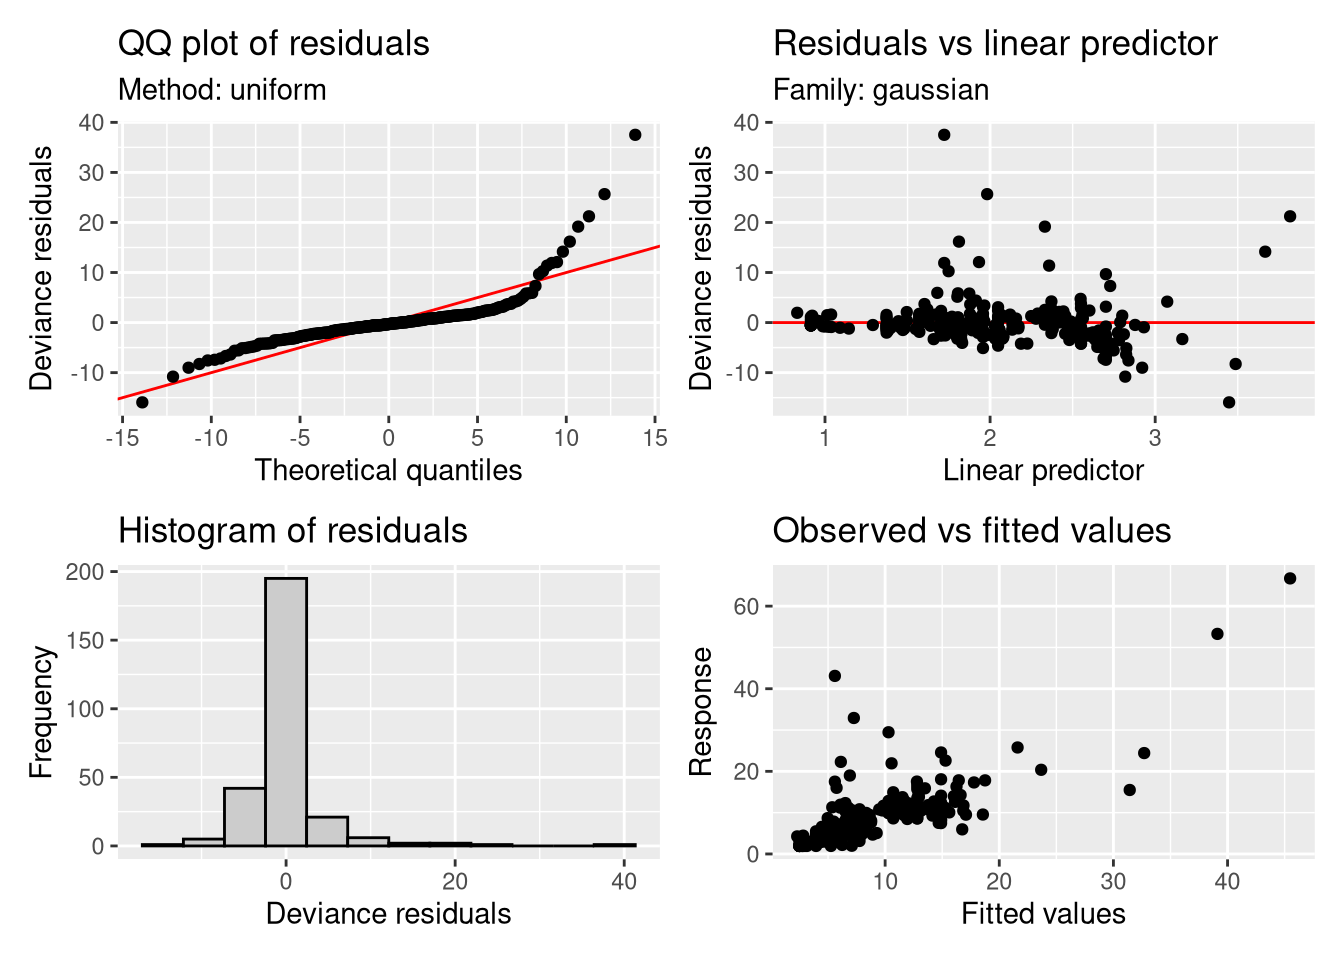 QQ plot of residuals
Method: uniform
40
30
20
10
0
-10
Deviance residuals
-15
-10
-5
0
5
10
15
Theoretical quantiles
Residuals vs linear predictor
Family: gaussian
40
30
20
10
0
-10
Deviance residuals
1
2
3
Linear predictor
Histogram of residuals
200
150
100
50
0
Frequency
0
20
40
Deviance residuals
Observed vs fitted values
60
40
20
0
Response
10
20
30
40
Fitted values